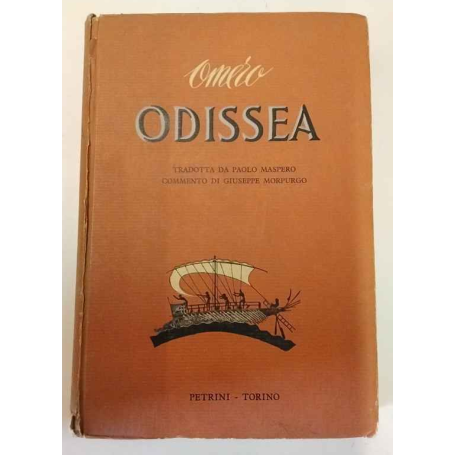 Omero
ODISSEA
TRADOTTA DA PAOLO MASPERO
COMMENTO DI GIUSEPPE MORPURGO
PETRINI - TORINO